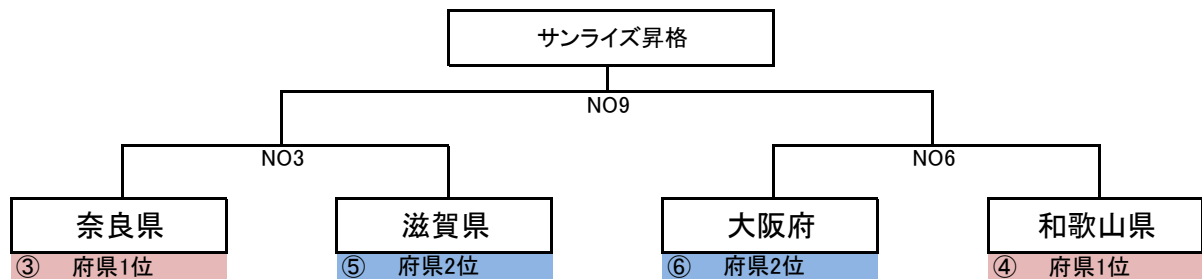 サンライズ昇格
NO9
NO3
NO6
奈良県
滋賀県
大阪府
和歌山県
③ 府県1位
⑤ 府県2位
⑥ 府県2位
④ 府県1位